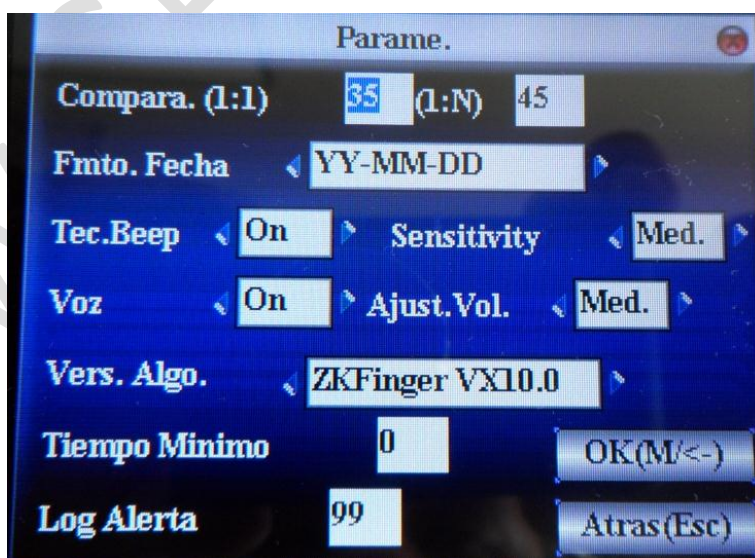 Parame.
Compara. (1:1) 35 (1:N) 45
Fmto. Fecha YY-MM-DD
Tec.Beep On Sensitivity Med.
Voz On Ajust.Vol. Med.
Vers. Algo. ZKFinger VX10.0
Tiempo Minimo 0 OK(M/<-)
Log Alerta 99 Atras(Esc)